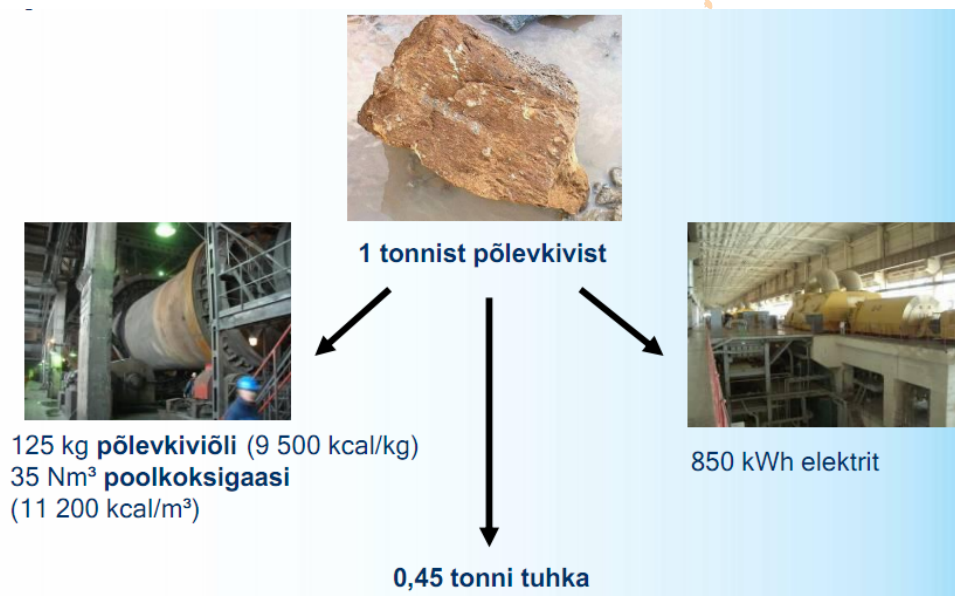 1 tonnist põlevkivist
125 kg põlevkiviõli (9 500 kcal/kg)
35 Nm³ poolkoksigaasi
(11 200 kcal/m³)
850 kWh elektrit
0,45 tonni tuhka